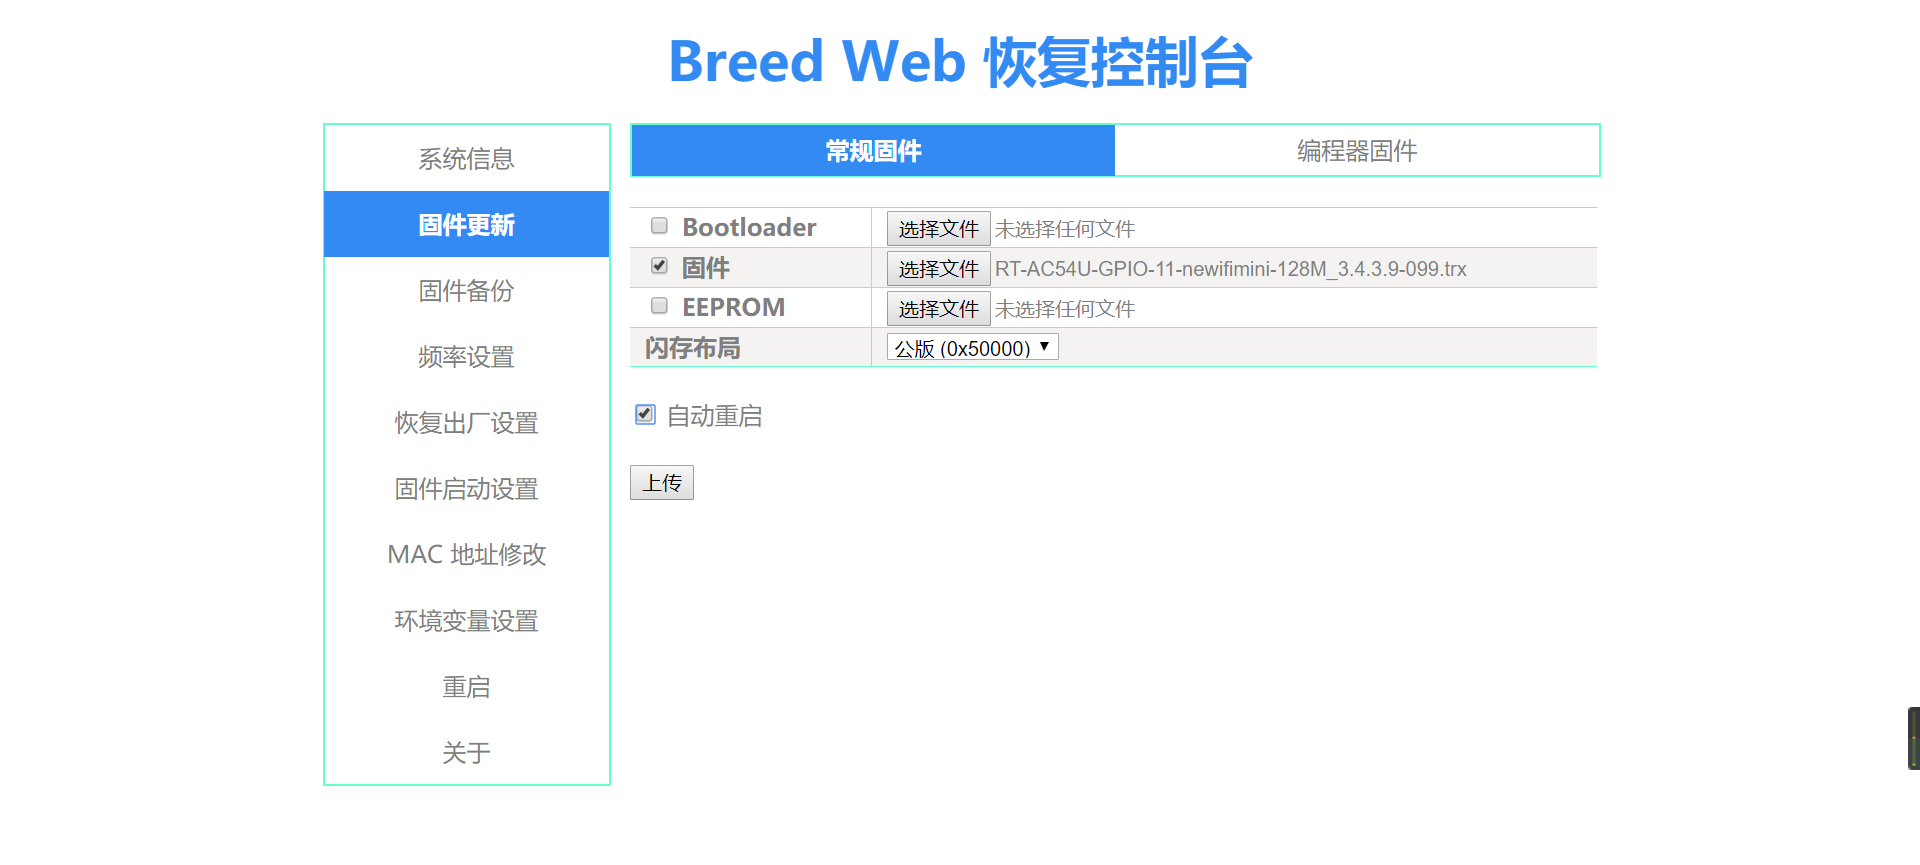 Breed Web 恢复控制台
系统信息
固件更新
固件备份
频率设置
恢复出厂设置
固件启动设置
MAC 地址修改
环境变量设置
重启
关于
常规固件 编程器固件
Bootloader 选择文件 未选择任何文件
固件 选择文件 RT-AC54U-GPIO-11-newifimini-128M_3.4.3.9-099.trx
EEPROM 选择文件 未选择任何文件
闪存布局 公版 (0x50000)
自动重启
上传